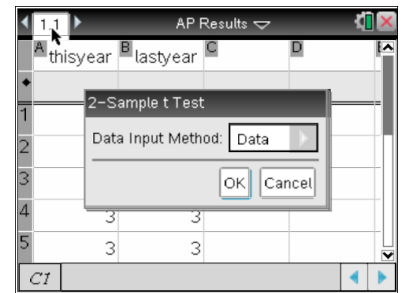 1.1 AP Results
A thisyear B lastyear C D E
◆
1
2-Sample t Test
Data Input Method: Data
2
OK Cancel
3
4 3 3
5 3 3
C1